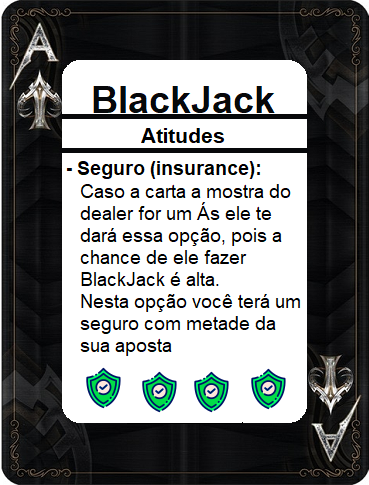 A
BlackJack
Atitudes
- Seguro (insurance):
Caso a carta a mostra do
dealer for um Ás ele te
dará essa opção, pois a
chance de ele fazer
BlackJack é alta.
Nesta opção você terá um
seguro com metade da
sua aposta
A